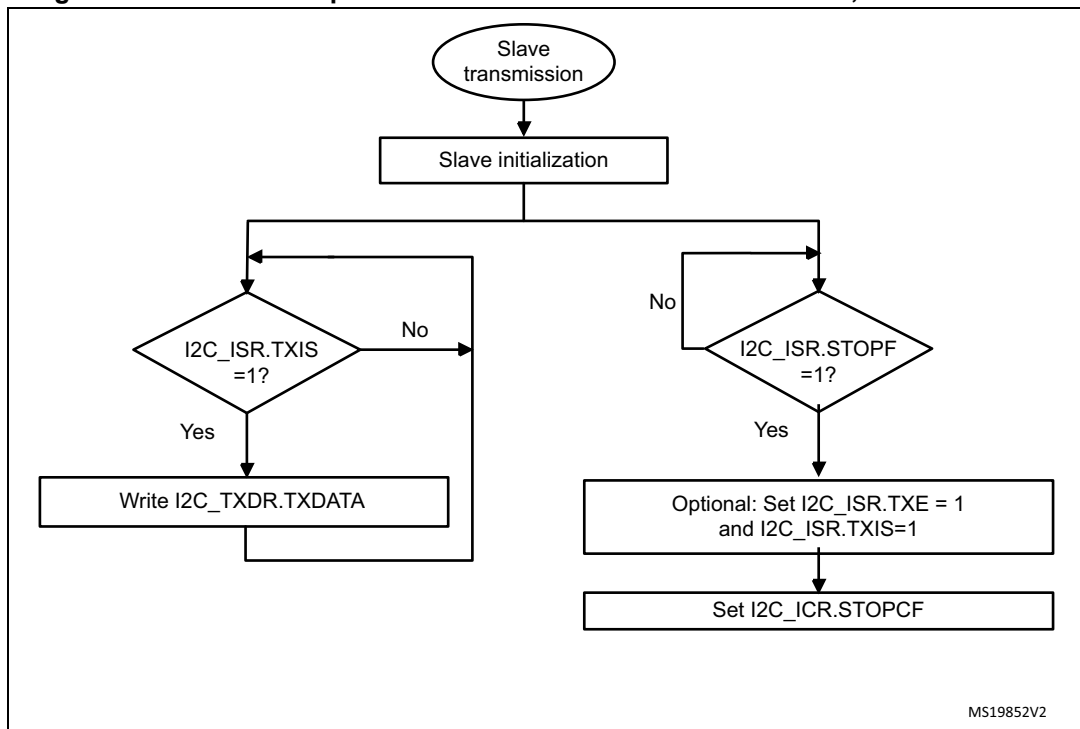 Slave
transmission
Slave initialization
No
I2C_ISR.TXIS
=1?
Yes
Write I2C_TXDR.TXDATA
No
I2C_ISR.STOPF
=1?
Yes
Optional: Set I2C_ISR.TXE = 1
and I2C_ISR.TXIS=1
Set I2C_ICR.STOPCF
MS19852V2